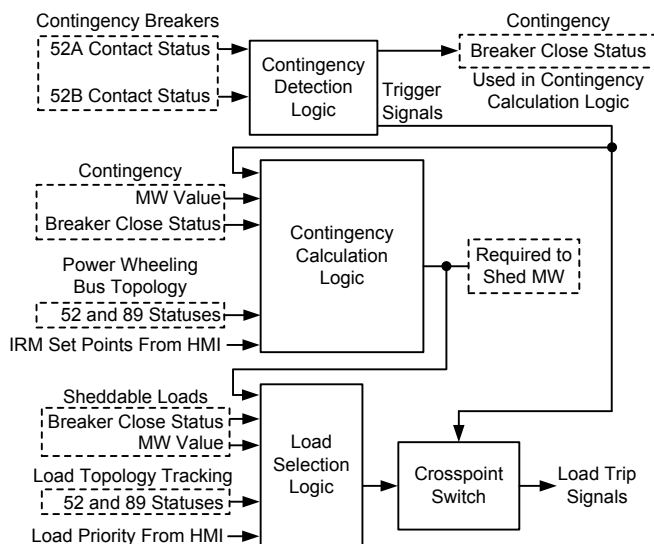 Contingency Breakers
52A Contact Status
52B Contact Status
Contingency
Detection
Logic
Trigger
Signals
Contingency
Breaker Close Status
Used in Contingency
Calculation Logic
Contingency
MW Value
Breaker Close Status
Power Wheeling
Bus Topology
52 and 89 Statuses
IRM Set Points From HMI
Contingency
Calculation
Logic
Required to
Shed MW
Sheddable Loads
Breaker Close Status
MW Value
Load Topology Tracking
52 and 89 Statuses
Load Priority From HMI
Load
Selection
Logic
Crosspoint
Switch
Load Trip
Signals